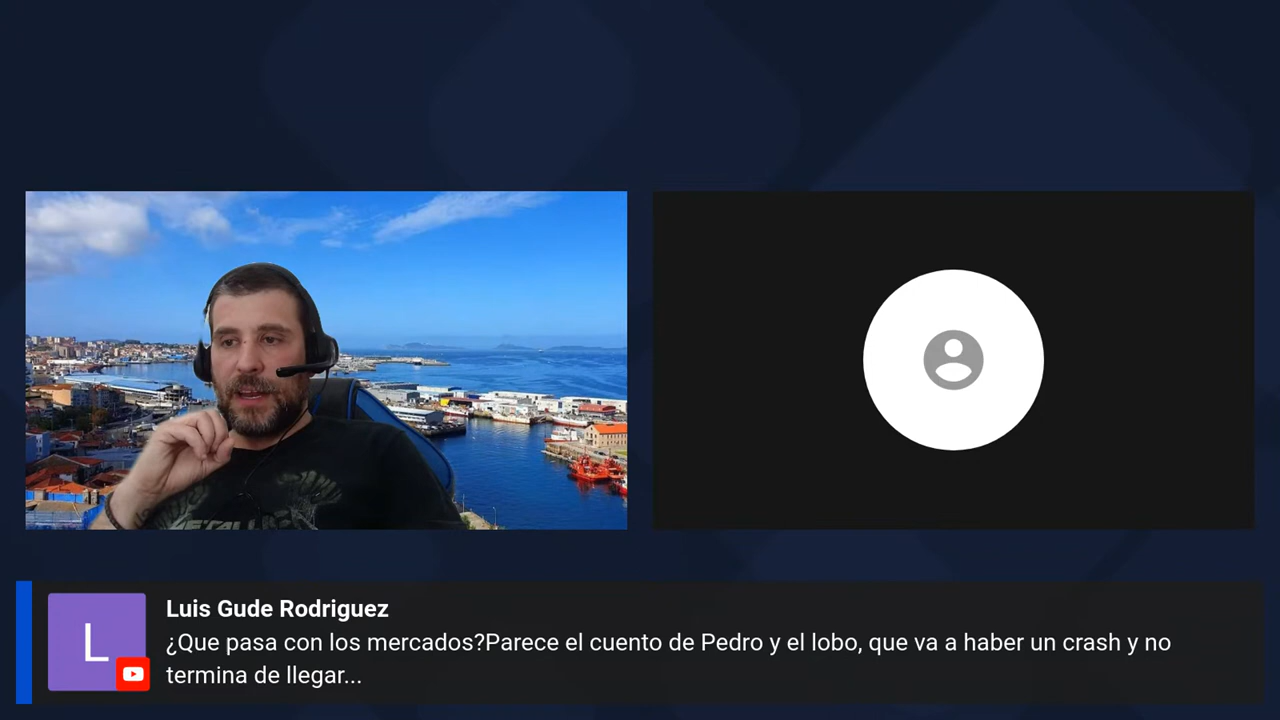 METALL
L
Luis Gude Rodriguez
¿Que pasa con los mercados?Parece el cuento de Pedro y el lobo, que va a haber un crash y no
termina de llegar...